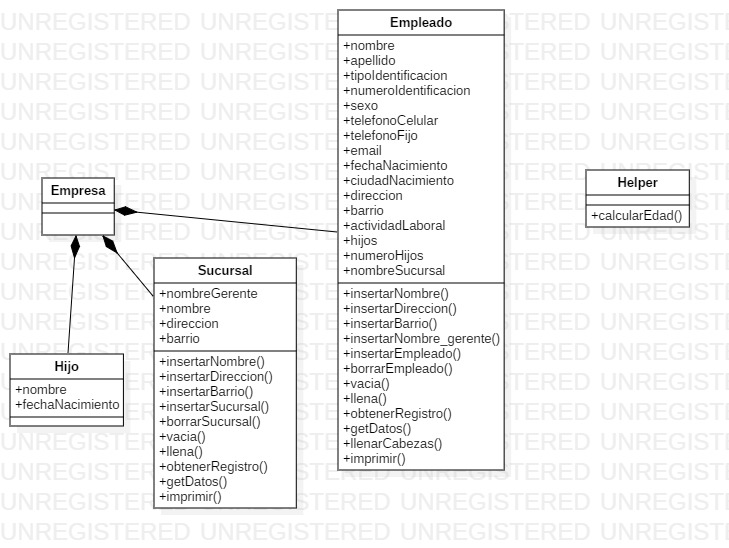 UNREGISTERED UNREGISTERED UNREGISTERED UNREGISTERED
Empresa
Hijo
+nombre
+fechaNacimiento
Sucursal
+nombreGerente
+nombre
+direccion
+barrio
+insertarNombre()
+insertarDireccion()
+insertarBarrio()
+insertarSucursal()
+borrarSucursal()
+vacia()
+llena()
+obtenerRegistro()
+getDatos()
+imprimir()
Empleado
+nombre
+apellido
+tipoIdentificacion
+numeroIdentificacion
+sexo
+telefonoCelular
+telefonoFijo
+email
+fechaNacimiento
+ciudadNacimiento
+direccion
+barrio
+actividadLaboral
+hijos
+numeroHijos
+nombreSucursal
+insertarNombre()
+insertarDireccion()
+insertarBarrio()
+insertarNombre_gerente()
+insertarEmpleado()
+borrarEmpleado()
+vacia()
+llena()
+obtenerRegistro()
+getDatos()
+llenarCabezas()
+imprimir()
Helper
+calcularEdad()